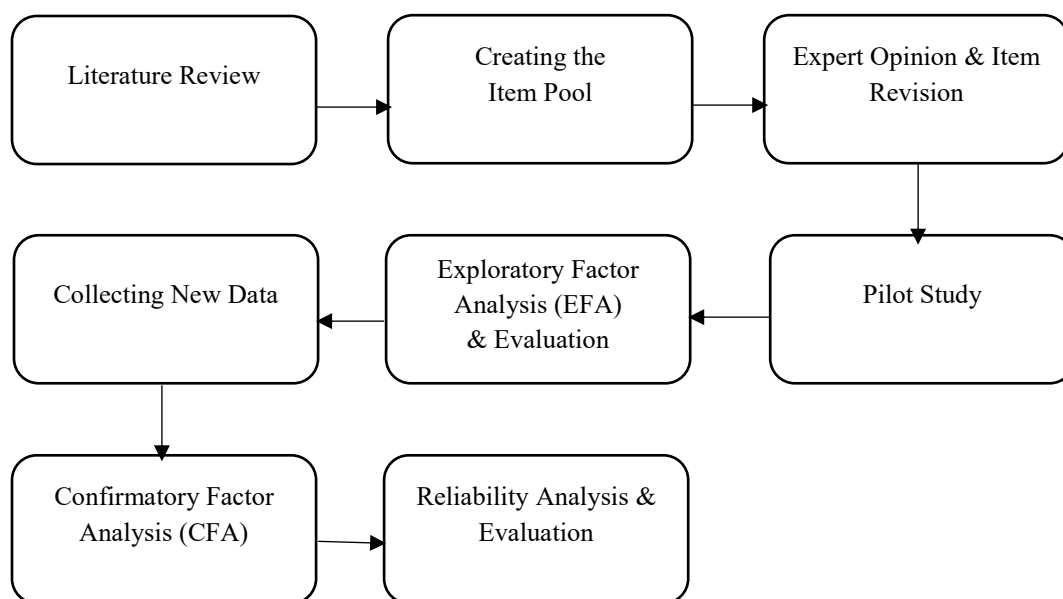 Literature Review
Creating the
Item Pool
Expert Opinion & Item
Revision
Pilot Study
Exploratory Factor
Analysis (EFA)
& Evaluation
Collecting New Data
Confirmatory Factor
Analysis (CFA)
Reliability Analysis &
Evaluation